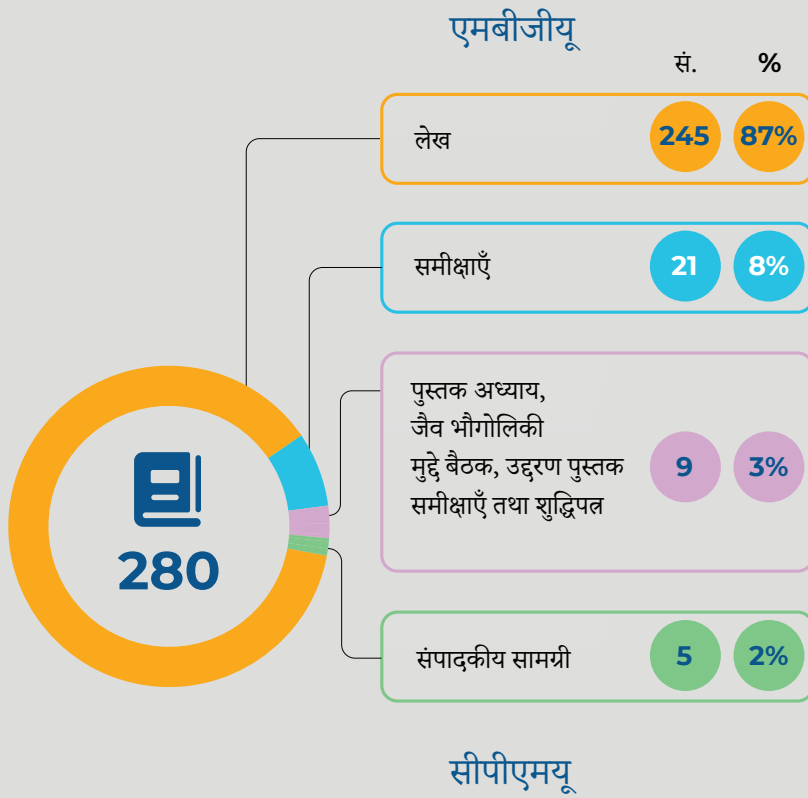 एमबीजीयू
सं. %
लेख 245 87%
समीक्षाएँ 21 8%
पुस्तक अध्याय,
जैव भौगोलिकी
मुद्दे बैठक, उद्दरण पुस्तक
समीक्षाएँ तथा शुद्धिपत्र
9 3%
280
संपादकीय सामग्री 5 2%
सीपीएमयू